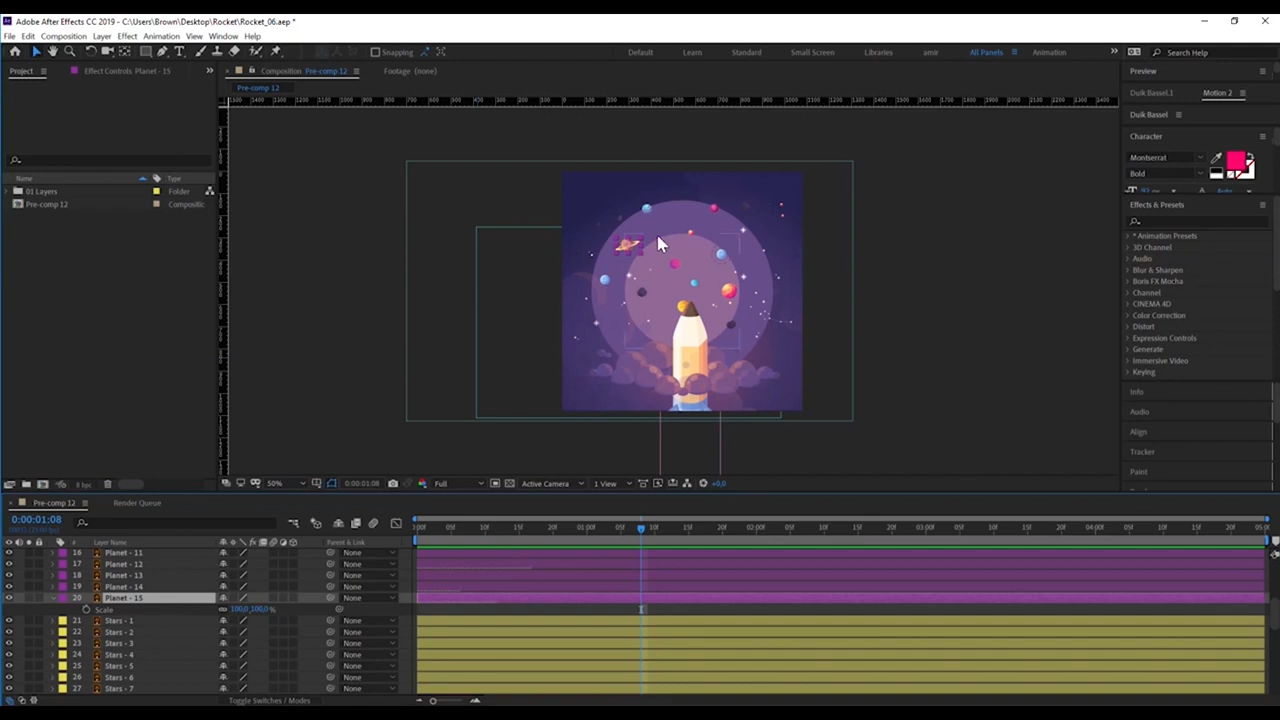 Adobe After Effects CC 2019 - C:\Users\Brown\Desktop\Rocket\Rocket_06.aep *
File Edit Composition Layer Effect Animation View Window Help
Snapping Default Learn Standard Small Screen Libraries amir All Panels Animation Search Help
Project Effect Controls Planet - 15 Composition Pre-comp 12 Footage (none) Preview
Pre-comp 12 Duik Bassel.1 Motion 2
Duik Bassel
Character
Montserrat
Bold
Name Type
01 Layers Folder
Pre-comp 12 Compositic
Effects & Presets
* Animation Presets
3D Channel
Audio
Blur & Sharpen
Boris FX Mocha
Channel
CINEMA 4D
Color Correction
Distort
Expression Controls
Generate
Immersive Video
Keying
Info
Audio
Align
Tracker
Paint
8 bpc 50% 0:00:01:08 Full Active Camera 1 View +0,0
Pre-comp 12 Render Queue
0:00:01:08
# Layer Name Parent & Link
16 Planet - 11 None
17 Planet - 12 None
18 Planet - 13 None
19 Planet - 14 None
20 Planet - 15 None
Scale 100,0,100,0 %
21 Stars - 1 None
22 Stars - 2 None
23 Stars - 3 None
24 Stars - 4 None
25 Stars - 5 None
26 Stars - 6 None
27 Stars - 7 None
Toggle Switches / Modes